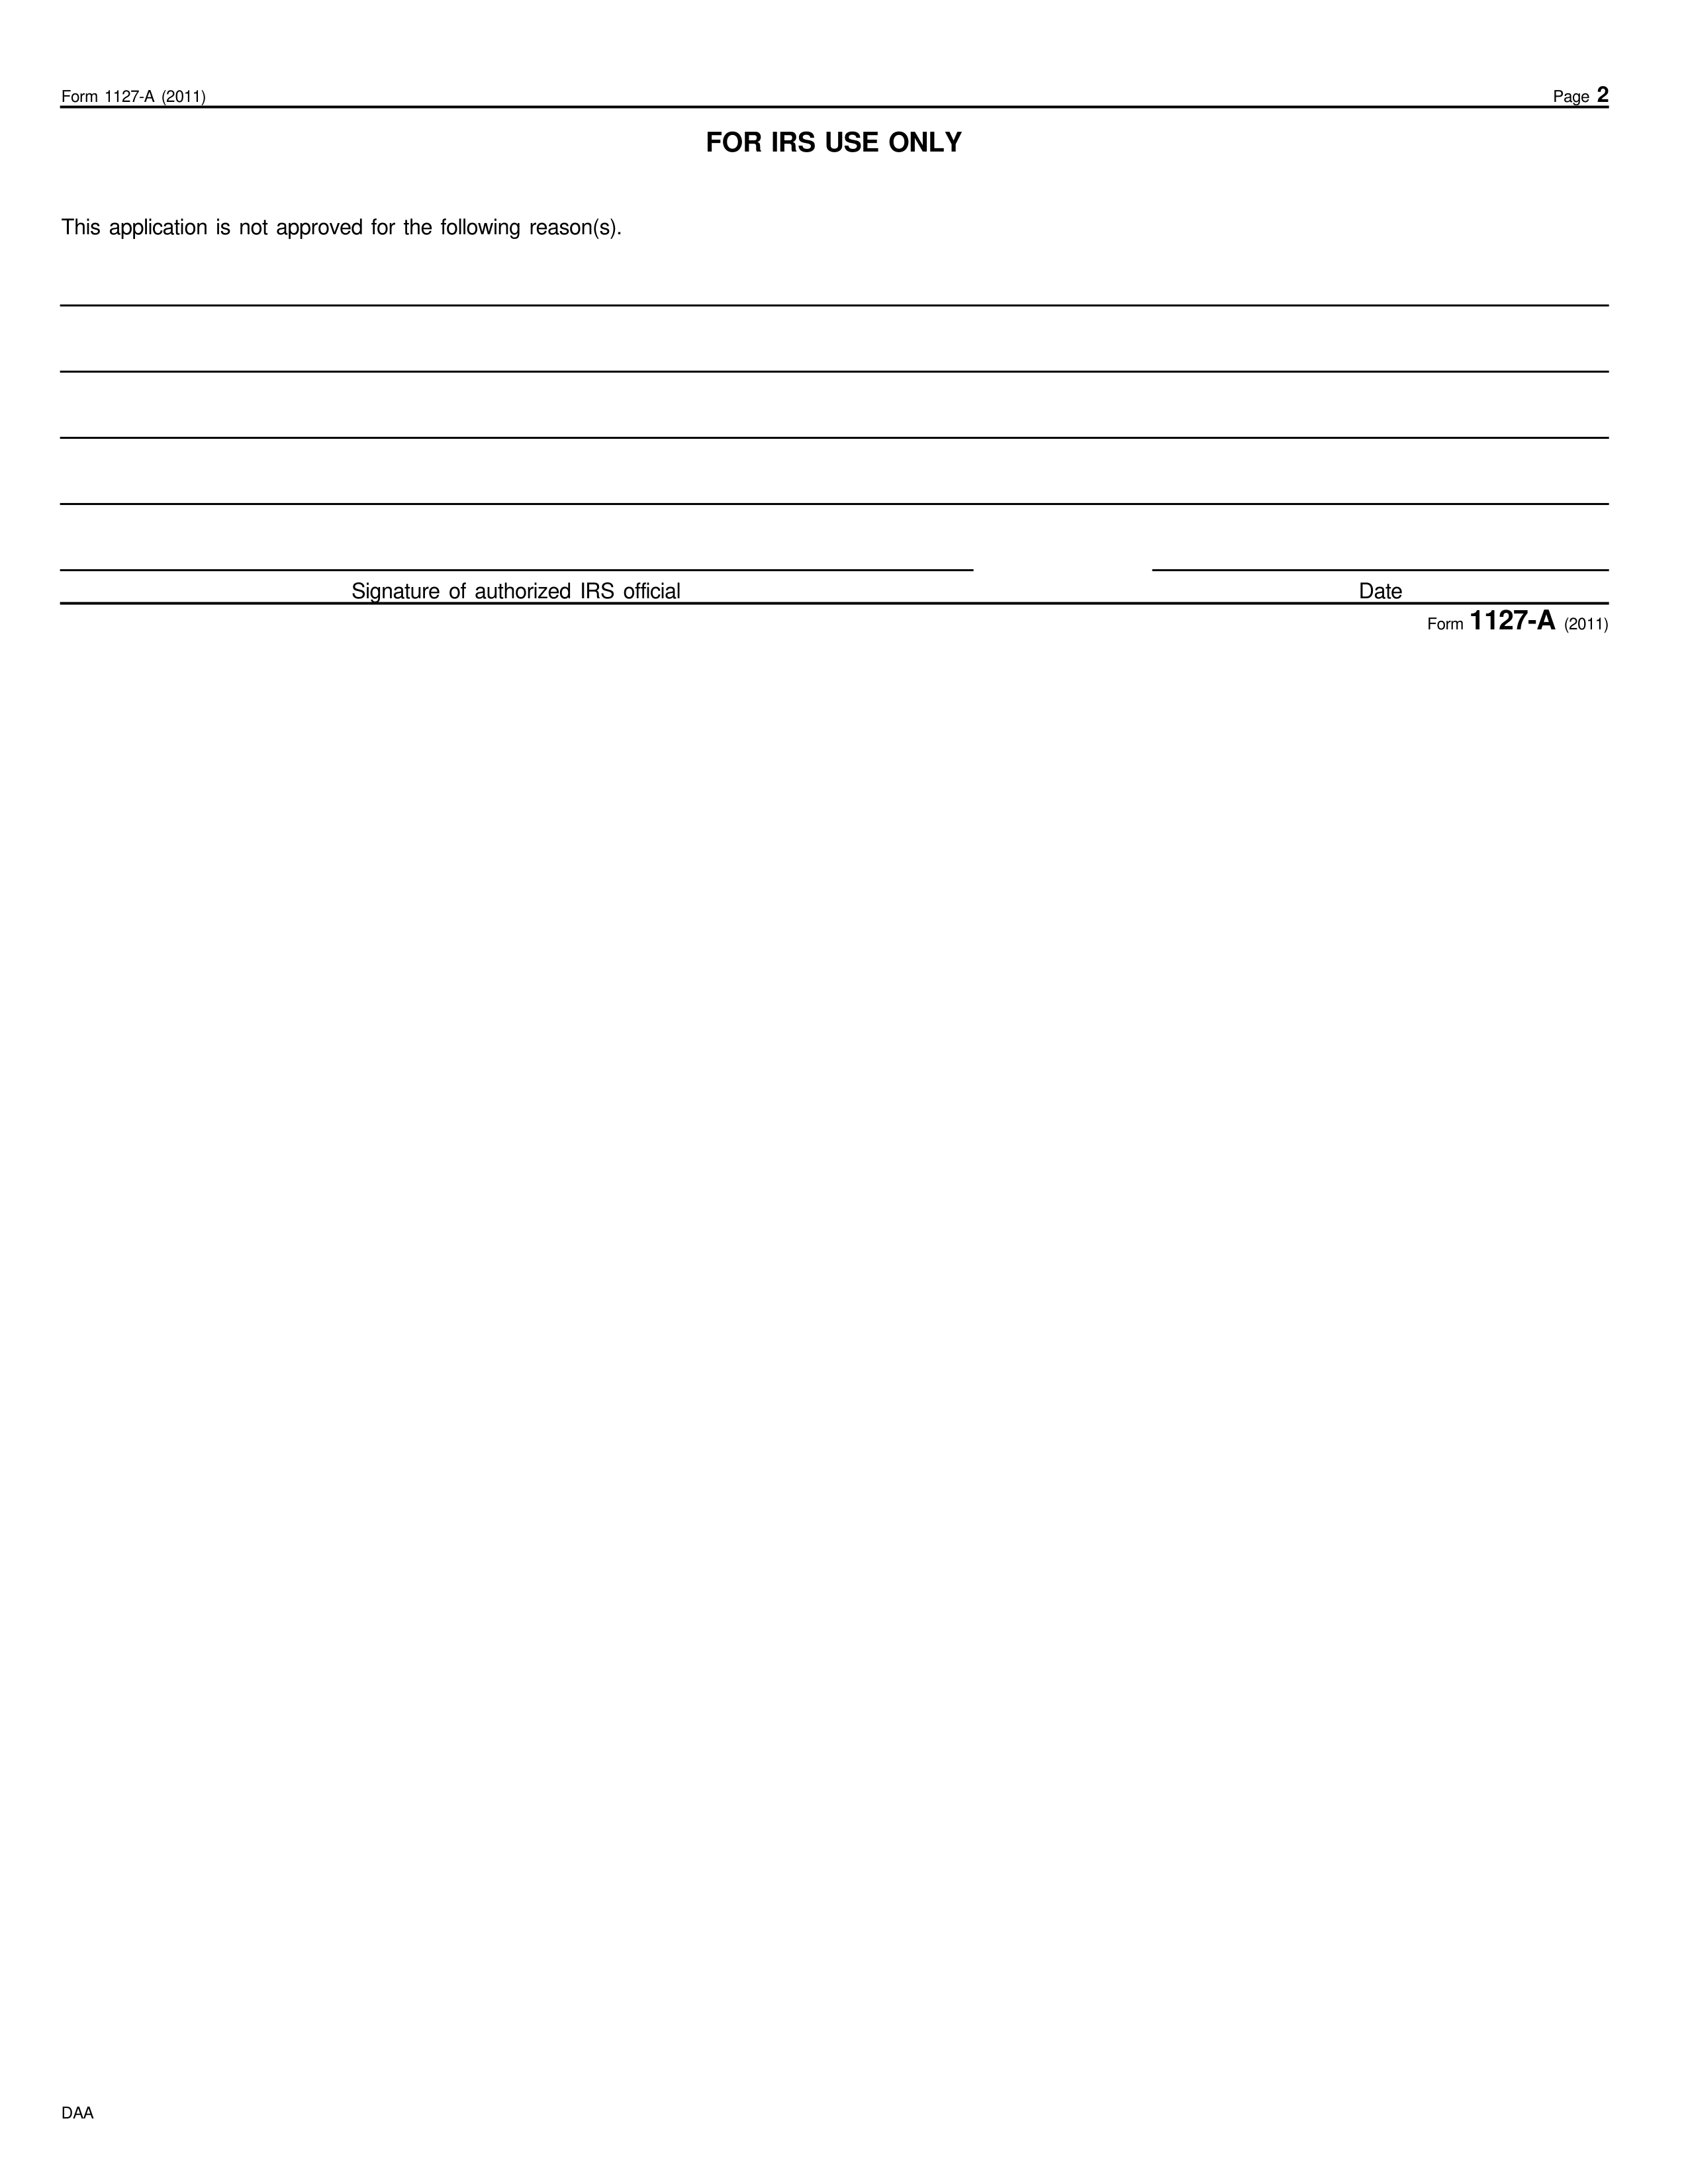 Form 1127-A (2011) Page 2
FOR IRS USE ONLY
This application is not approved for the following reason(s).
Signature of authorized IRS official Date
Form 1127-A (2011)
DAA